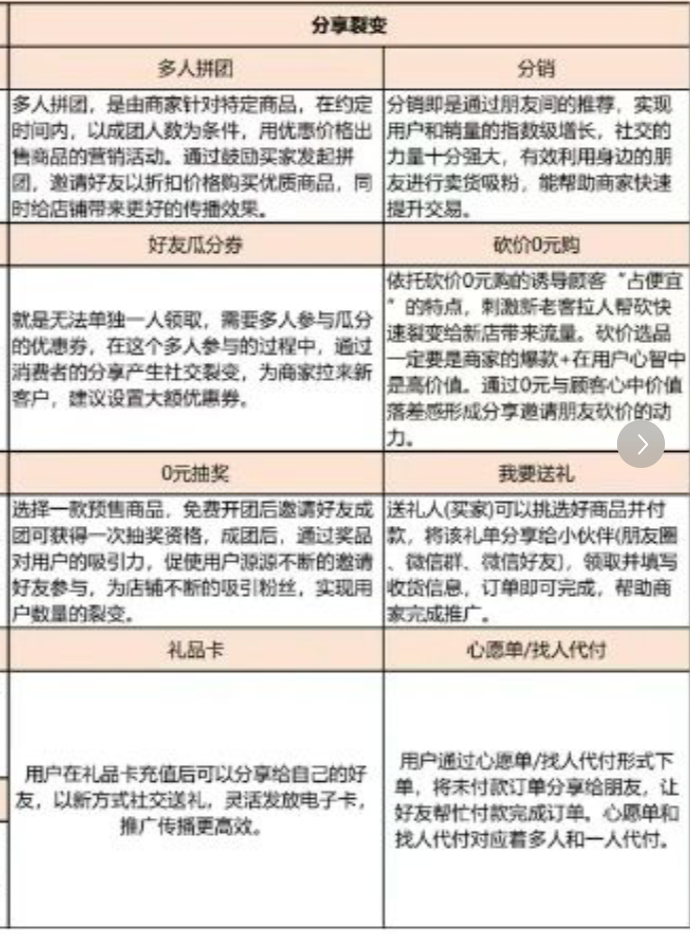 分享裂变
多人拼团
分销
多人拼团，是由商家针对特定商品，在约定
时间内，以成团人数为条件，用优惠价格出
售商品的营销活动。通过鼓励买家发起拼
团，邀请好友以折扣价格购买优质商品，同
时给店铺带来更好的传播效果。
分销即是通过朋友间的推荐，实现
用户和销量的指数级增长，社交的
力量十分强大，有效利用身边的朋
友进行卖货吸粉，能帮助商家快速
提升交易。
好友瓜分券
砍价0元购
就是无法单独一人领取，需要多人参与瓜分
的优惠券，在这个多人参与的过程中，通过
消费者的分享产生社交裂变，为商家拉来新
客户，建议设置大额优惠券。
依托砍价0元购的诱导顾客“占便宜
”的特点，刺激新老客拉人帮砍快
速裂变给新店带来流量。砍价选品
一定要是商家的爆款+在用户心智中
是高价值。通过0元与顾客心中价值
落差感形成分享邀请朋友砍价的动
力。
0元抽奖
我要送礼
选择一款预售商品，免费开团后邀请好友成
团可获得一次抽奖资格，成团后，通过奖品
对用户的吸引力，促使用户源源不断的邀请
好友参与，为店铺不断的吸引粉丝，实现用
户数量的裂变。
送礼人(买家)可以挑选好商品并付
款，将该礼单分享给小伙伴(朋友圈
、微信群、微信好友)，领取并填写
收货信息，订单即可完成，帮助商
家完成推广。
礼品卡
心愿单/找人代付
用户在礼品卡充值后可以分享给自己的好
友，以新方式社交送礼，灵活发放电子卡，
推广传播更高效。
用户通过心愿单/找人代付形式下
单，将未付款订单分享给朋友，让
好友帮忙付款完成订单。心愿单和
找人代付对应着多人和一人代付。